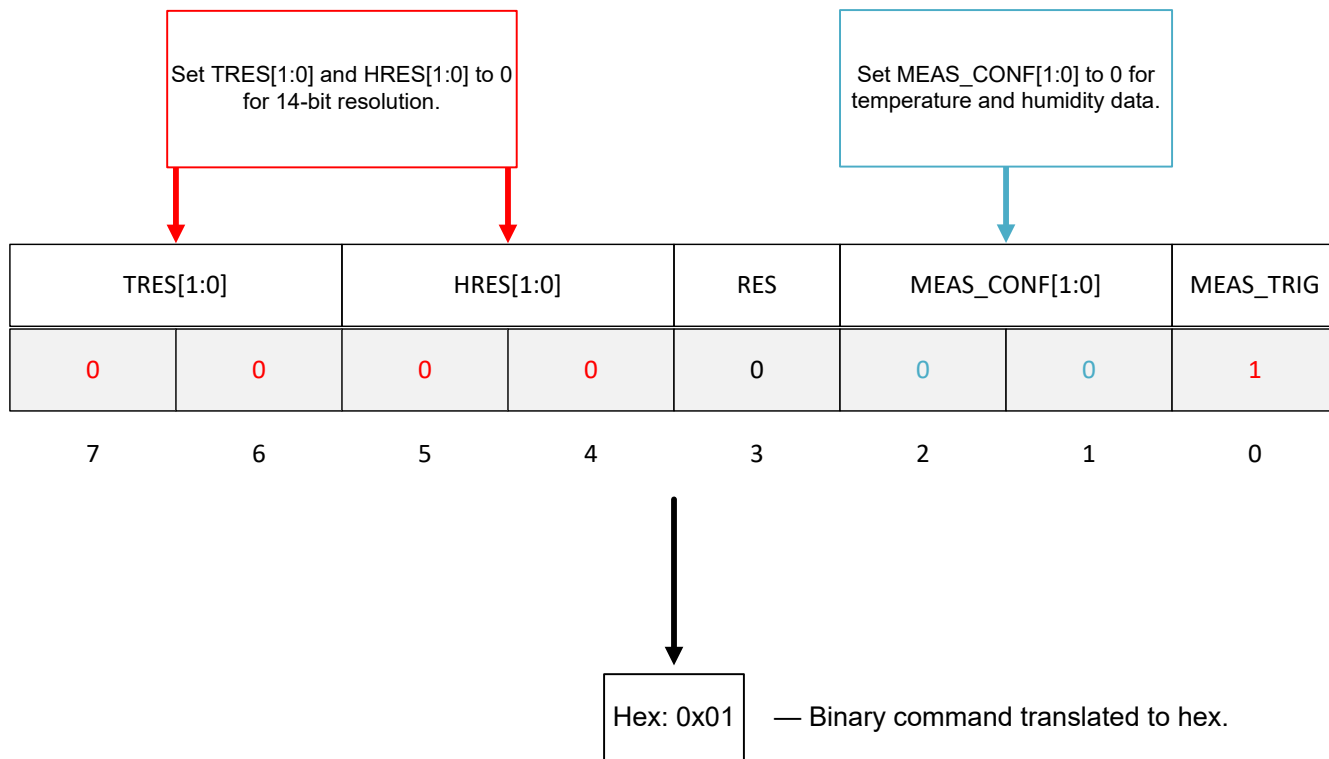 Set TRES[1:0] and HRES[1:0] to 0
for 14-bit resolution.
Set MEAS_CONF[1:0] to 0 for
temperature and humidity data.
TRES[1:0] HRES[1:0] RES MEAS_CONF[1:0] MEAS_TRIG
0 0 0 0 0 0 0 1
7 6 5 4 3 2 1 0
Hex: 0x01 — Binary command translated to hex.